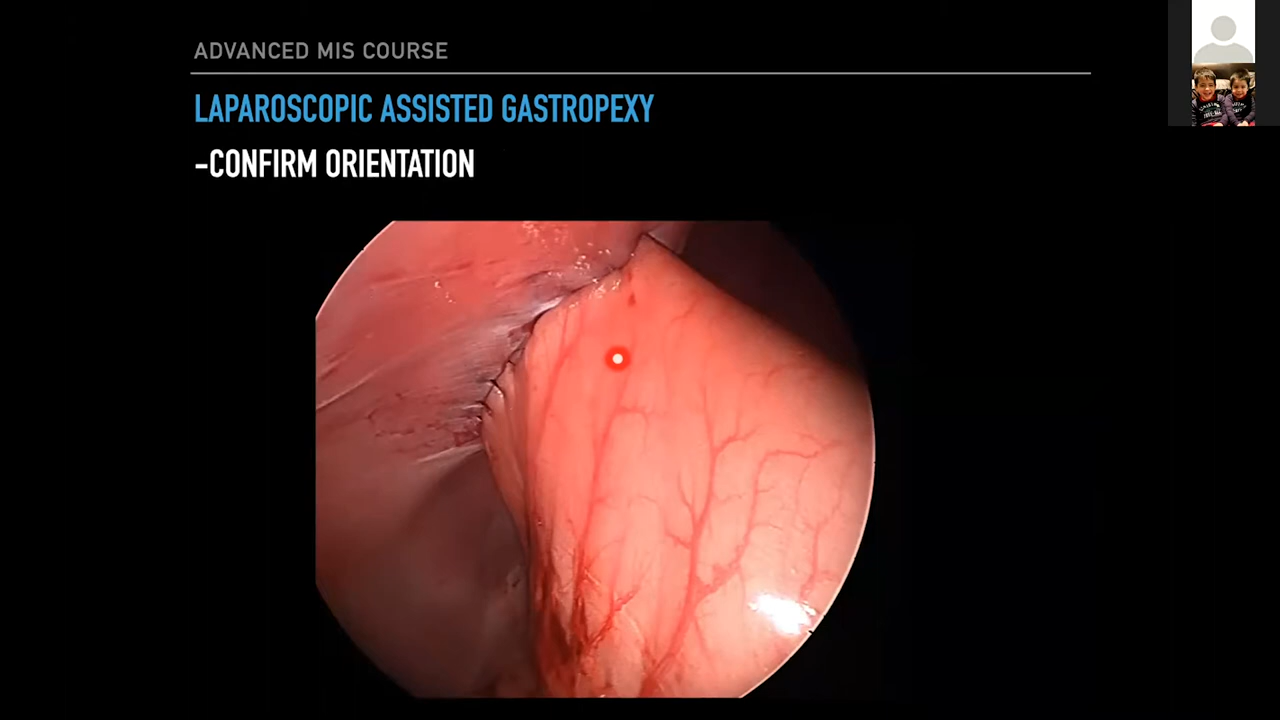 ADVANCED MIS COURSE
LAPAROSCOPIC ASSISTED GASTROPEXY
-CONFIRM ORIENTATION